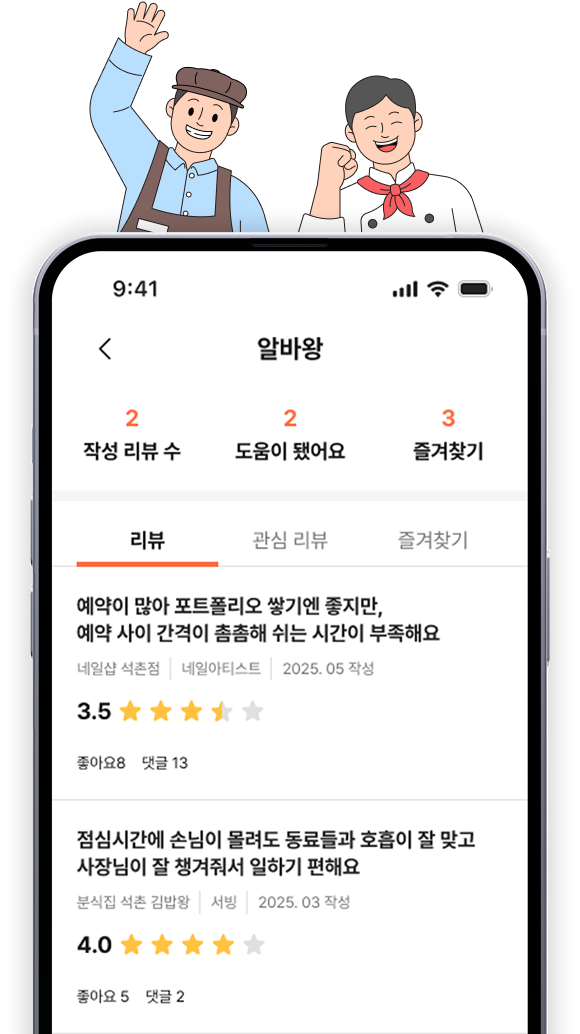 9:41
알바왕
2 2 3
작성 리뷰 수 도움이 됐어요 즐겨찾기
리뷰 관심 리뷰 즐겨찾기
예약이 많아 포트폴리오 쌓기엔 좋지만,
예약 사이 간격이 촘촘해 쉬는 시간이 부족해요
네일샵 석촌점 네일아티스트 2025. 05 작성
3.5
좋아요8 댓글 13
점심시간에 손님이 몰려도 동료들과 호흡이 잘 맞고
사장님이 잘 챙겨줘서 일하기 편해요
분식집 석촌 김밥왕 서빙 2025. 03 작성
4.0
좋아요 5 댓글 2